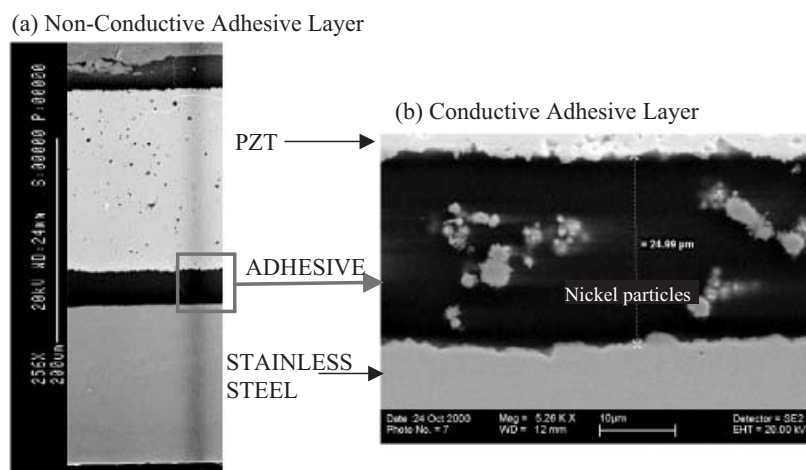 (a) Non-Conductive Adhesive Layer
256X 20kV WD:24mm S:00000 P:00000
200um
PZT
ADHESIVE
STAINLESS
STEEL
(b) Conductive Adhesive Layer
= 24.99 µm
Nickel particles
Date :24 Oct 2000 Mag = 5.26 K X 10µm Detector = SE2
Photo No. = 7 WD = 12 mm EHT = 20.00 kV